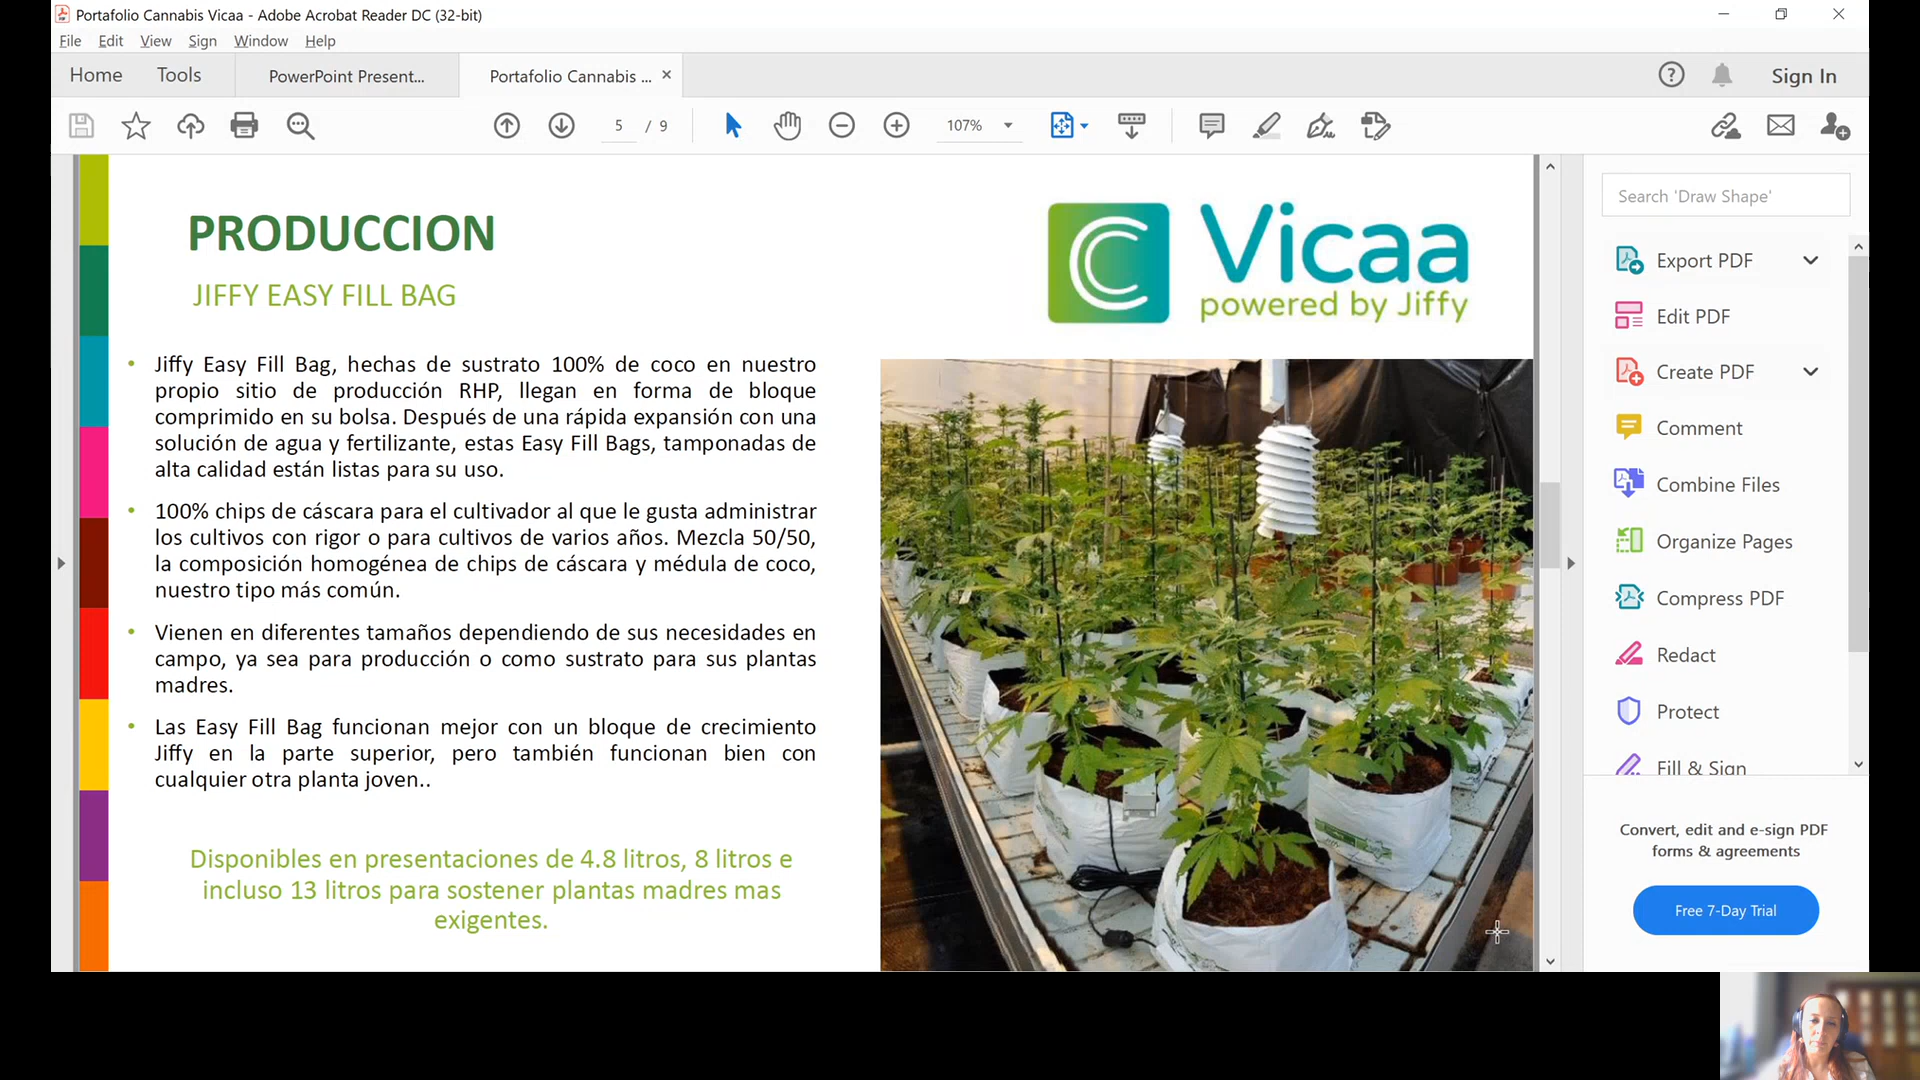 Portafolio Cannabis Vicaa - Adobe Acrobat Reader DC (32-bit)
File Edit View Sign Window Help
Home Tools PowerPoint Present... Portafolio Cannabis ... Sign In
5 / 9 107%
PRODUCCION
JIFFY EASY FILL BAG
Vicaa
powered by Jiffy
• Jiffy Easy Fill Bag, hechas de sustrato 100% de coco en nuestro
propio sitio de producción RHP, llegan en forma de bloque
comprimido en su bolsa. Después de una rápida expansión con una
solución de agua y fertilizante, estas Easy Fill Bags, tamponadas de
alta calidad están listas para su uso.
• 100% chips de cáscara para el cultivador al que le gusta administrar
los cultivos con rigor o para cultivos de varios años. Mezcla 50/50,
la composición homogénea de chips de cáscara y médula de coco,
nuestro tipo más común.
• Vienen en diferentes tamaños dependiendo de sus necesidades en
campo, ya sea para producción o como sustrato para sus plantas
madres.
• Las Easy Fill Bag funcionan mejor con un bloque de crecimiento
Jiffy en la parte superior, pero también funcionan bien con
cualquier otra planta joven..
Disponibles en presentaciones de 4.8 litros, 8 litros e
incluso 13 litros para sostener plantas madres mas
exigentes.
Search 'Draw Shape'
Export PDF
Edit PDF
Create PDF
Comment
Combine Files
Organize Pages
Compress PDF
Redact
Protect
Fill & Sign
Convert, edit and e-sign PDF
forms & agreements
Free 7-Day Trial